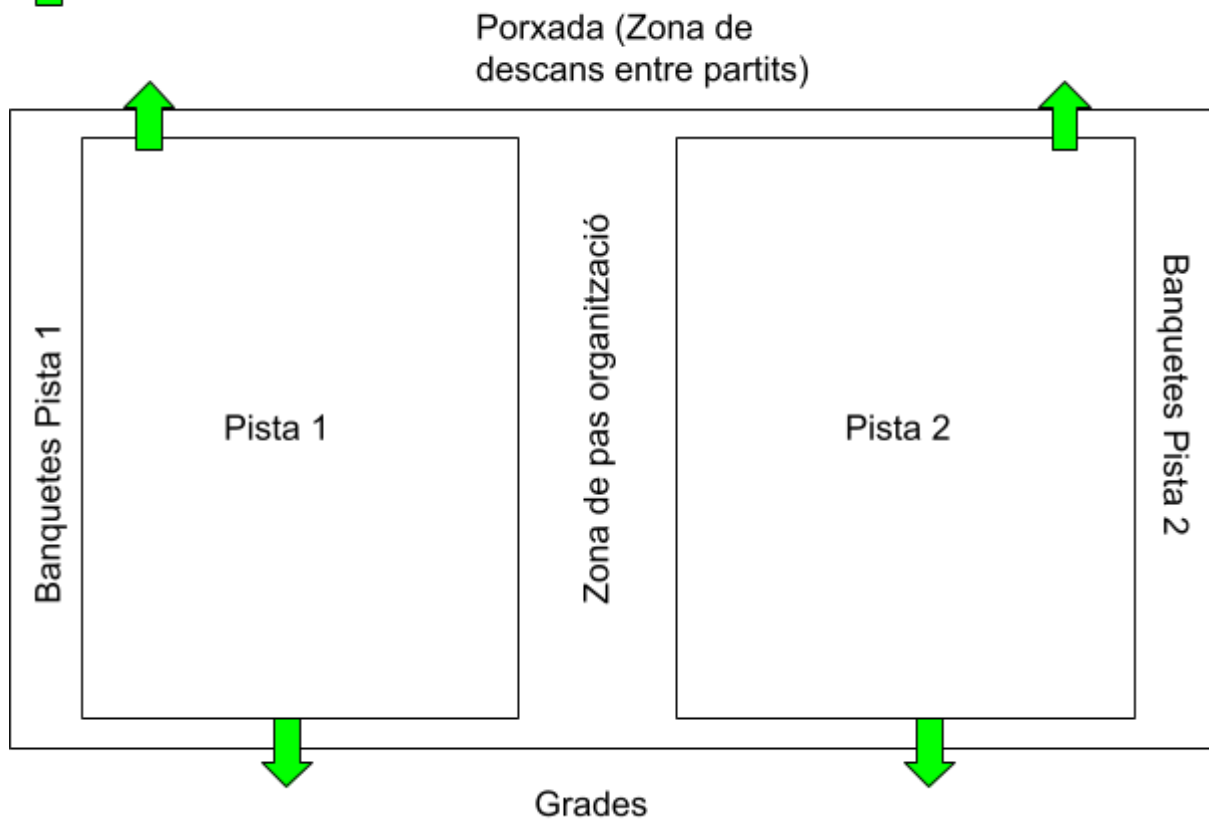 Porxada (Zona de
descans entre partits)
Banquetes Pista 1
Pista 1
Zona de pas organització
Pista 2
Banquetes Pista 2
Grades